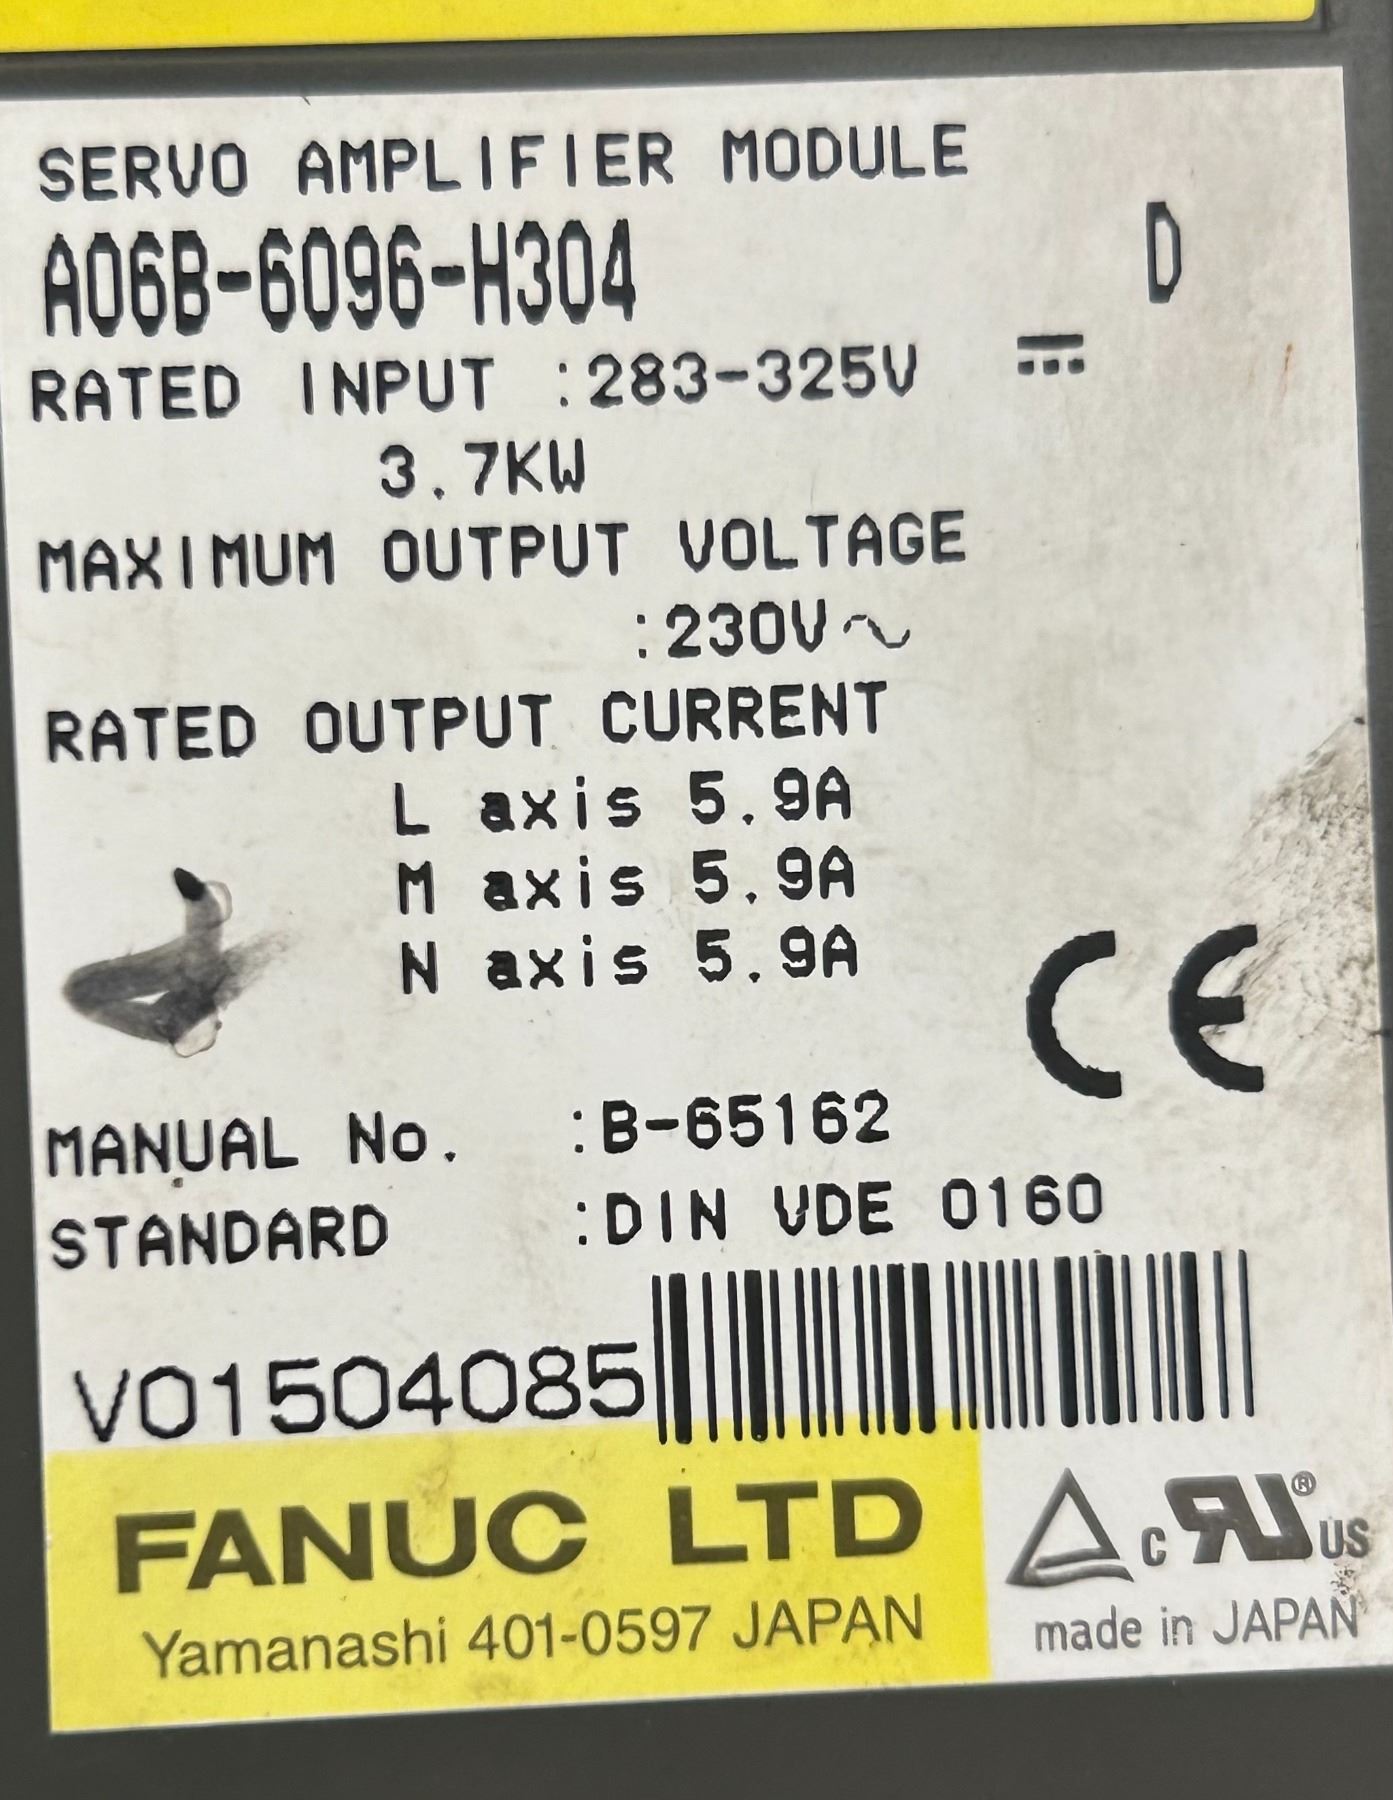 SERVO AMPLIFIER MODULE
A06B-6096-H304 D
RATED INPUT :283-325V ⎓
3.7KW
MAXIMUM OUTPUT VOLTAGE
:230V～
RATED OUTPUT CURRENT
L axis 5.9A
M axis 5.9A
N axis 5.9A
CE
MANUAL No. :B-65162
STANDARD :DIN VDE 0160
V01504085
FANUC LTD
Yamanashi 401-0597 JAPAN
c RU® US
made in JAPAN